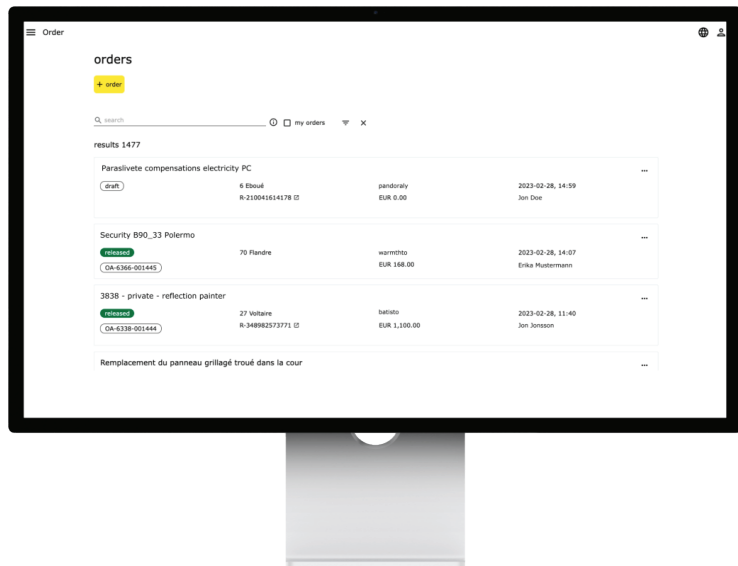 Order
orders
+ order
search
my orders
results 1477
Paraslivete compensations electricity PC
draft
6 Eboué
R-210041614178
pandoraly
EUR 0.00
2023-02-28, 14:59
Jon Doe
Security B90_33 Polermo
released
OA-6366-001445
70 Flandre
warmthto
EUR 168.00
2023-02-28, 14:07
Erika Mustermann
3838 - private - reflection painter
released
OA-6338-001444
27 Voltaire
R-348982573771
batisto
EUR 1,100.00
2023-02-28, 11:40
Jon Jonsson
Remplacement du panneau grillagé troué dans la cour